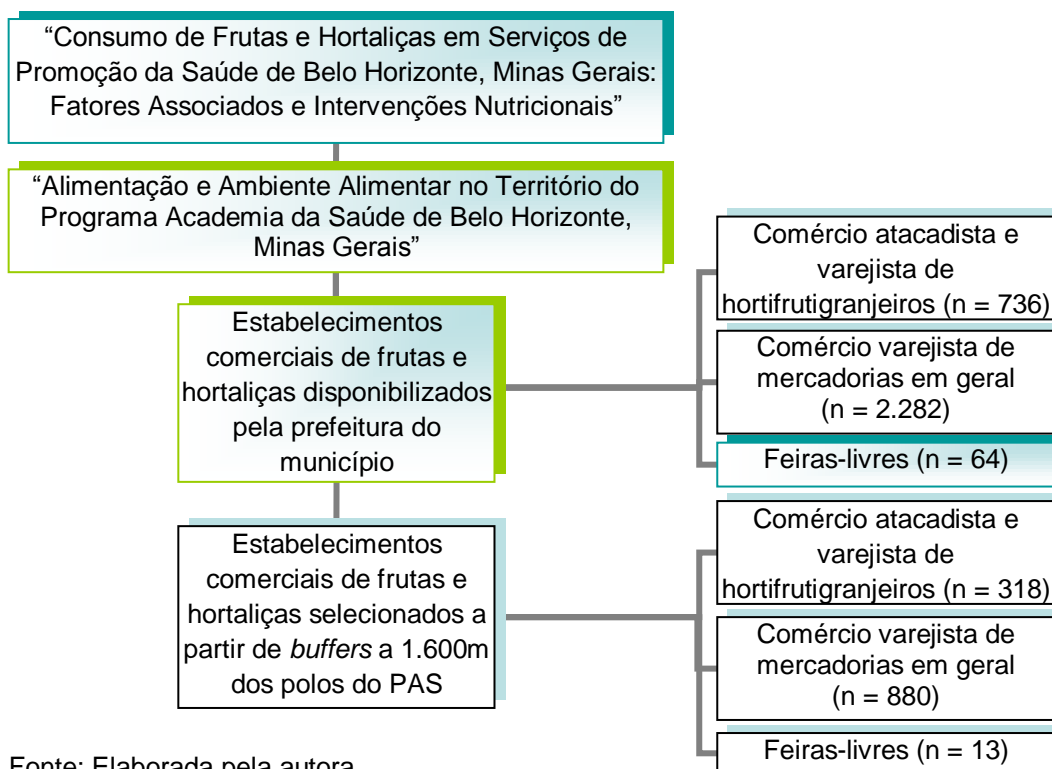 “Consumo de Frutas e Hortaliças em Serviços de
Promoção da Saúde de Belo Horizonte, Minas Gerais:
Fatores Associados e Intervenções Nutricionais”
“Alimentação e Ambiente Alimentar no Território do
Programa Academia da Saúde de Belo Horizonte,
Minas Gerais”
Estabelecimentos
comerciais de frutas e
hortaliças disponibilizados
pela prefeitura do
município
Comércio atacadista e
varejista de
hortifrutigranjeiros (n = 736)
Comércio varejista de
mercadorias em geral
(n = 2.282)
Feiras-livres (n = 64)
Estabelecimentos
comerciais de frutas e
hortaliças selecionados a
partir de buffers a 1.600m
dos polos do PAS
Comércio atacadista e
varejista de
hortifrutigranjeiros (n = 318)
Comércio varejista de
mercadorias em geral
(n = 880)
Feiras-livres (n = 13)
Fonte: Elaborada pela autora